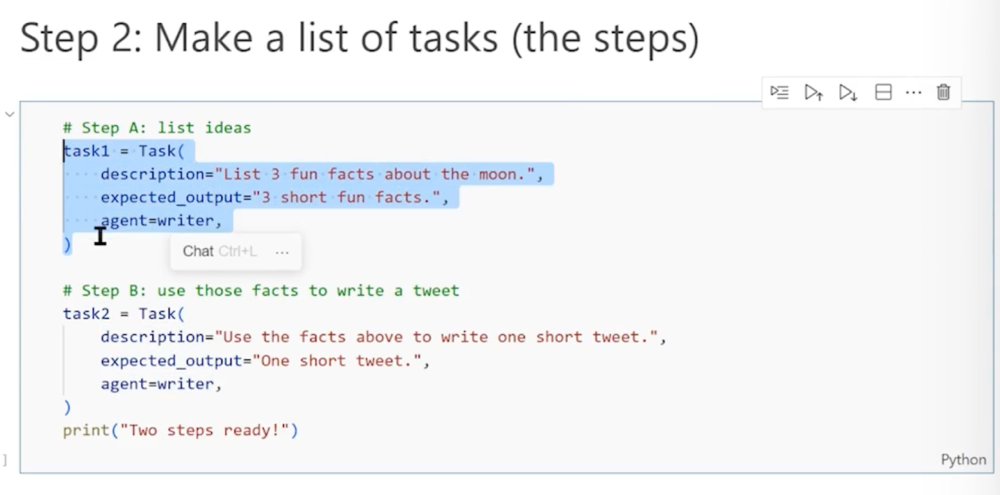 Step 2: Make a list of tasks (the steps)
# Step A: list ideas
task1 = Task(
    description="List 3 fun facts about the moon.",
    expected_output="3 short fun facts.",
    agent=writer,
)
Chat Ctrl+L ...
# Step B: use those facts to write a tweet
task2 = Task(
    description="Use the facts above to write one short tweet.",
    expected_output="One short tweet.",
    agent=writer,
)
print("Two steps ready!")
]
Python